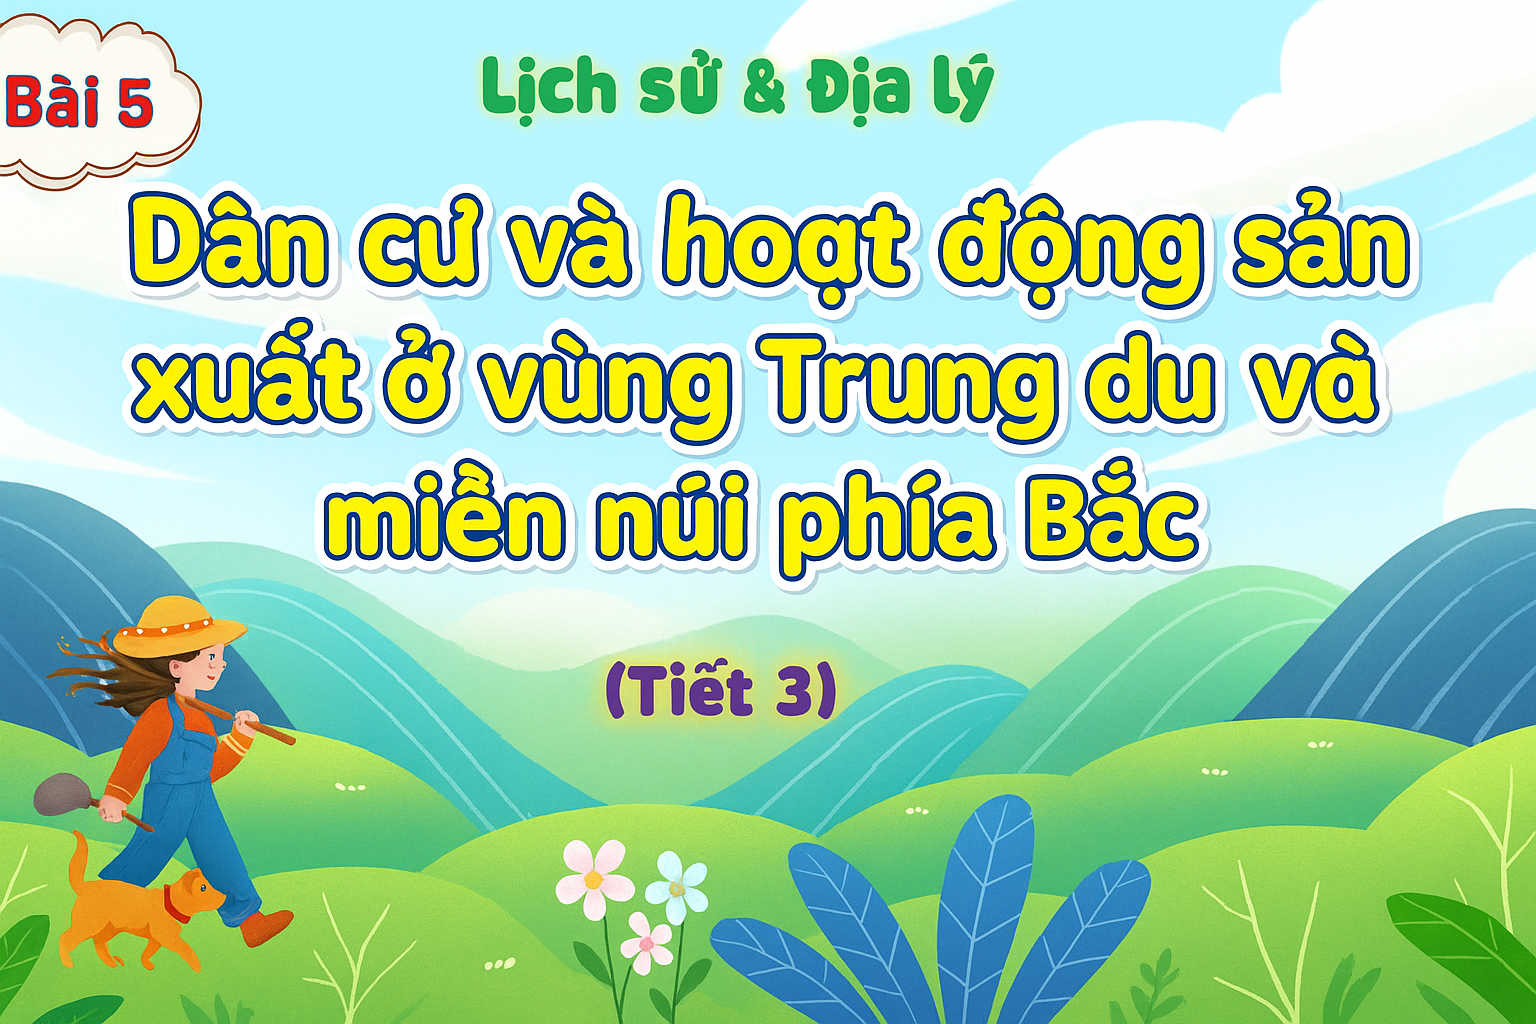 Bài 5
Lịch sử & Địa lý
Dân cư và hoạt động sản
xuất ở vùng Trung du và
miền núi phía Bắc
(Tiết 3)